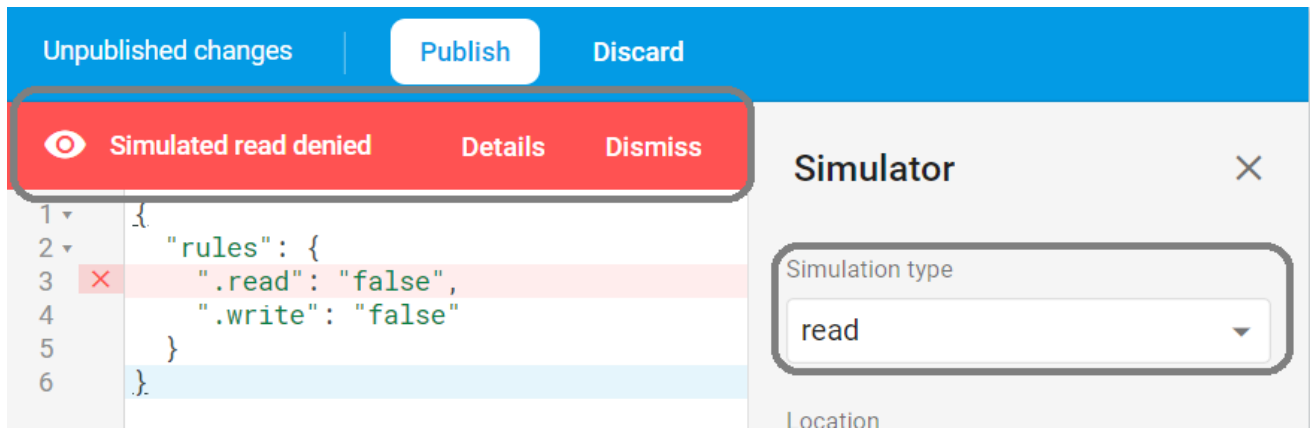 Unpublished changes Publish Discard
Simulated read denied Details Dismiss
Simulator
1 {
2 "rules": {
3 ".read": "false",
4 ".write": "false"
5 }
6 }
Simulation type
read
Location